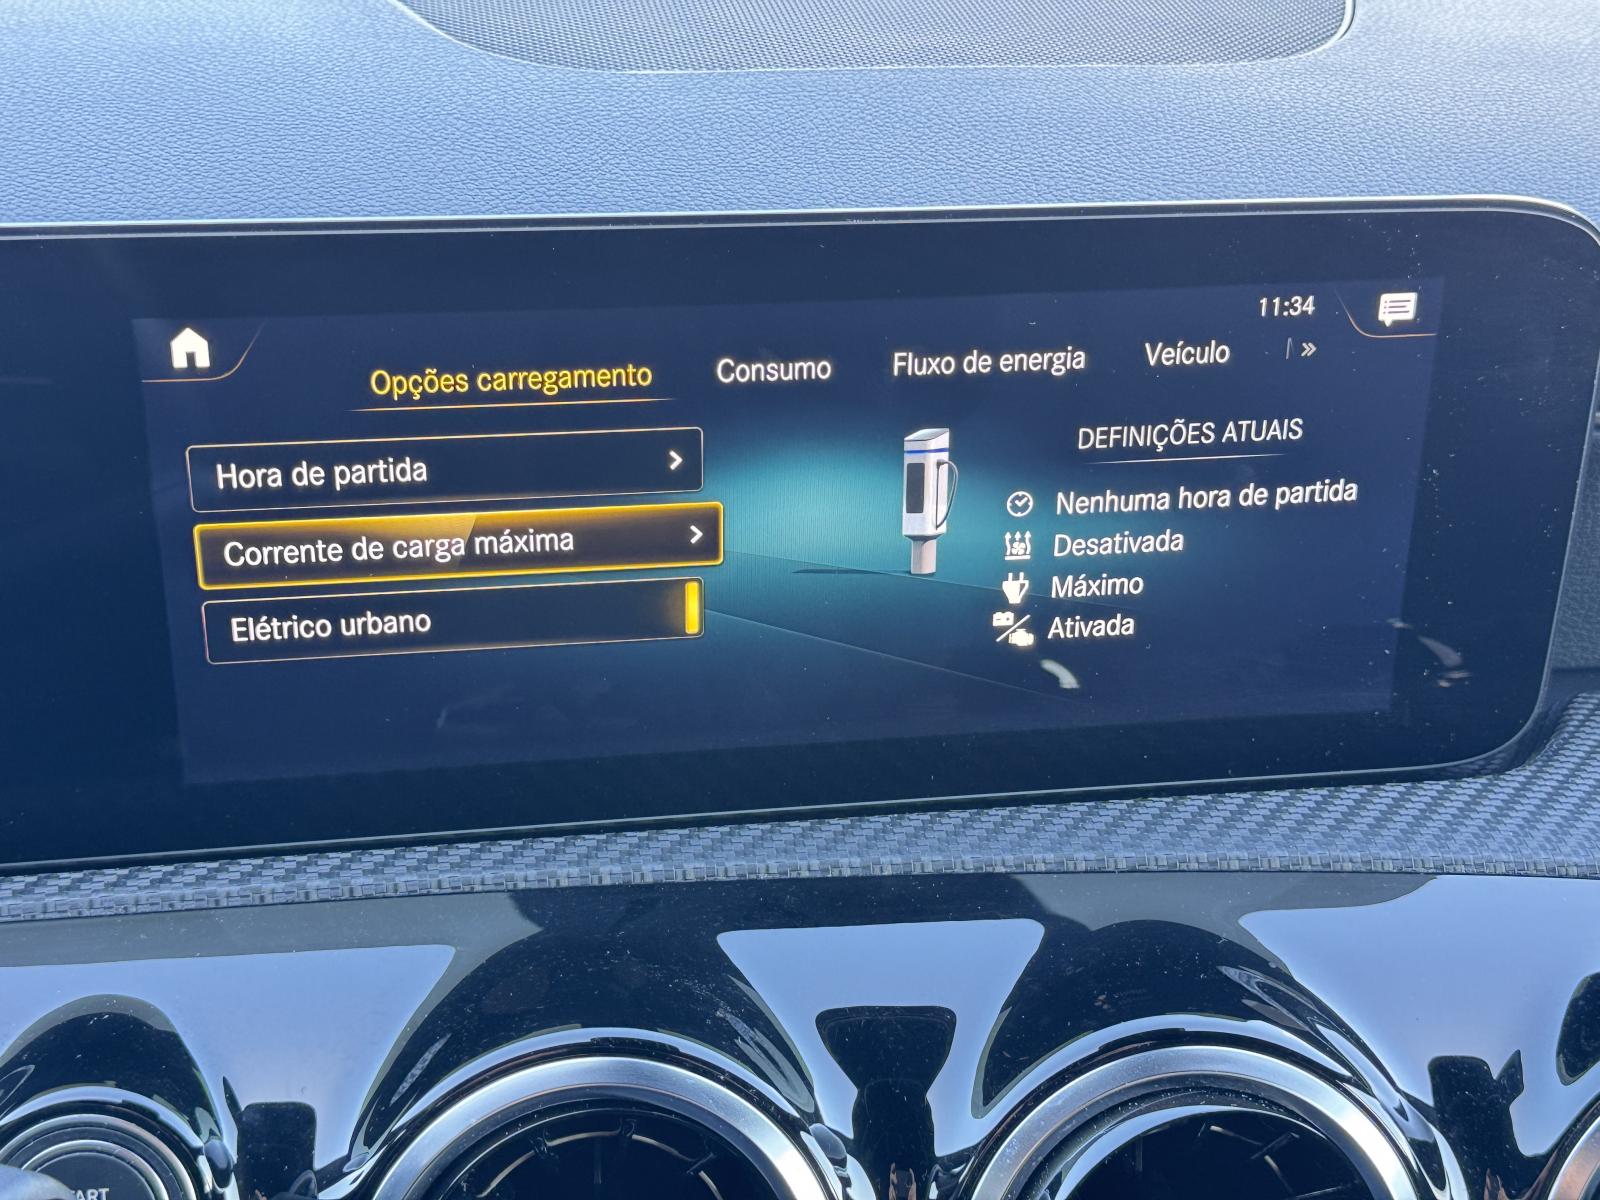 11:34
Opções carregamento
Consumo
Fluxo de energia
Veículo
»
Hora de partida
Corrente de carga máxima
Elétrico urbano
DEFINIÇÕES ATUAIS
Nenhuma hora de partida
Desativada
Máximo
Ativada